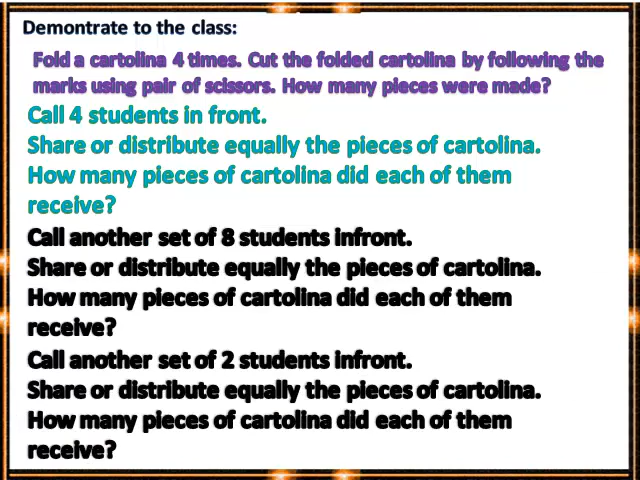 Demontrate to the class:
Fold a cartolina 4 times. Cut the folded cartolina by following the
marks using pair of scissors. How many pieces were made?
Call 4 students in front.
Share or distribute equally the pieces of cartolina.
How many pieces of cartolina did each of them
receive?
Call another set of 8 students infront.
Share or distribute equally the pieces of cartolina.
How many pieces of cartolina did each of them
receive?
Call another set of 2 students infront.
Share or distribute equally the pieces of cartolina.
How many pieces of cartolina did each of them
receive?